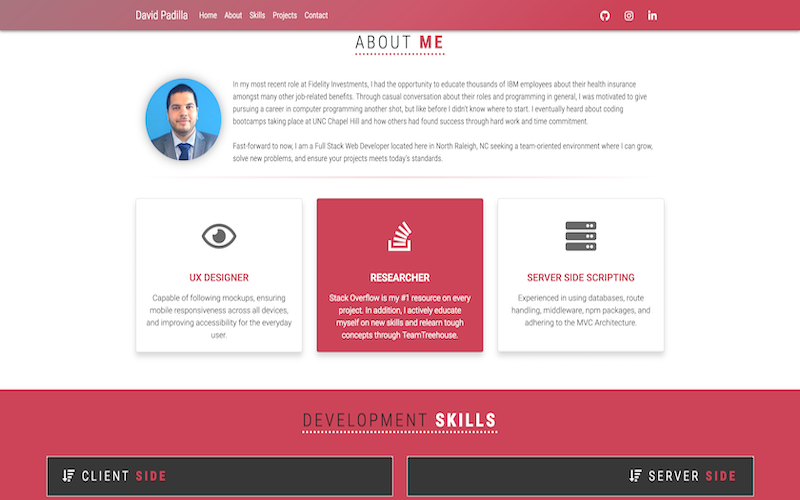 David Padilla Home About Skills Projects Contact
ABOUT ME
In my most recent role at Fidelity Investments, I had the opportunity to educate thousands of IBM employees about their health insurance
amongst many other job-related benefits. Through casual conversation about their roles and programming in general, I was motivated to give
pursuing a career in computer programming another shot, but like before I didn't know where to start. I eventually heard about coding
bootcamps taking place at UNC Chapel Hill and how others had found success through hard work and time commitment.
Fast-forward to now, I am a Full Stack Web Developer located here in North Raleigh, NC seeking a team-oriented environment where I can grow,
solve new problems, and ensure your projects meets today's standards.
UX DESIGNER
Capable of following mockups, ensuring
mobile responsiveness across all devices,
and improving accessibility for the everyday
user.
RESEARCHER
Stack Overflow is my #1 resource on every
project. In addition, I actively educate
myself on new skills and relearn tough
concepts through TeamTreehouse.
SERVER SIDE SCRIPTING
Experienced in using databases, route
handling, middleware, npm packages, and
adhering to the MVC Architecture.
DEVELOPMENT SKILLS
CLIENT SIDE
SERVER SIDE